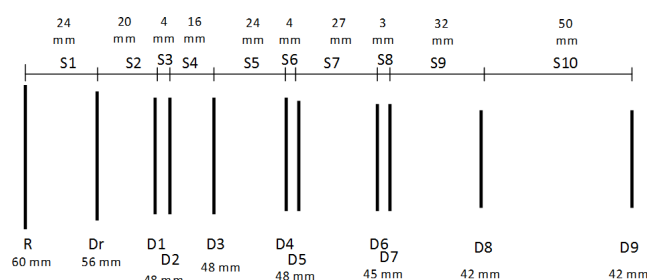 24 20 4 16 24 4 27 3 32 50
mm mm mm mm mm mm mm mm mm mm
S1 S2 S3 S4 S5 S6 S7 S8 S9 S10
R Dr D1 D2 D3 D4 D5 D6 D7 D8 D9
60 mm 56 mm 48 mm 48 mm 48 mm 45 mm 42 mm 42 mm